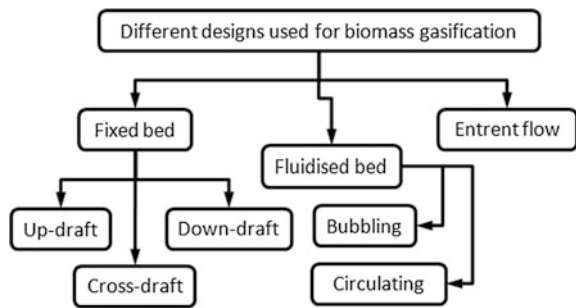 Different designs used for biomass gasification
Fixed bed
Entrent flow
Fluidised bed
Up-draft
Down-draft
Bubbling
Cross-draft
Circulating